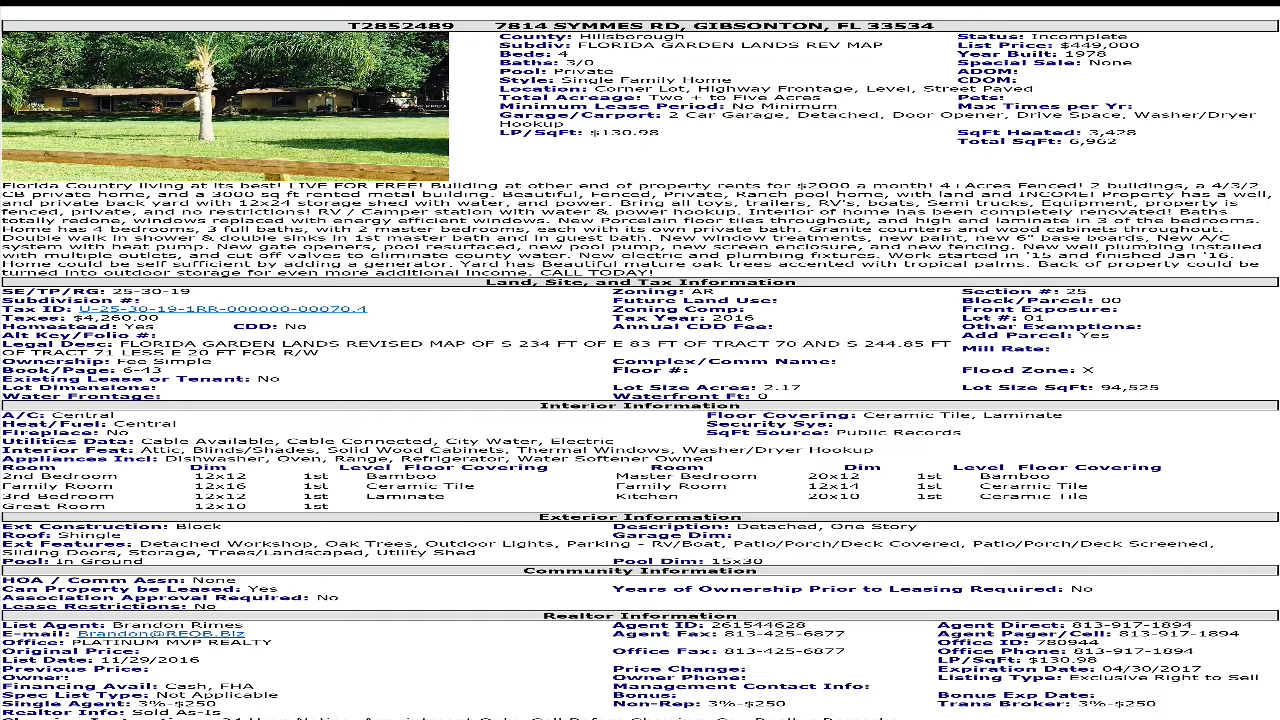 T2852489 7814 SYMMES RD, GIBSONTON, FL 33534
County: Hillsborough Status: Incomplete
Subdiv: FLORIDA GARDEN LANDS REV MAP List Price: $449,000
Beds: 4 Year Built: 1978
Baths: 3/0 Special Sale: None
Pool: Private ADOM:
Style: Single Family Home CDOM:
Location: Corner Lot, Highway Frontage, Level, Street Paved
Total Acreage: Two + to Five Acres Pets:
Minimum Lease Period: No Minimum Max Times per Yr:
Garage/Carport: 2 Car Garage, Detached, Door Opener, Drive Space, Washer/Dryer
Hookup
LP/SqFt: $130.98 SqFt Heated: 3,428
Total SqFt: 6,962
Florida Country living at its best! LIVE FOR FREE! Building at other end of property rents for $2000 a month! 4+ Acres Fenced! 2 buildings, a 4/3/2
CB private home, and a 3000 sq ft rented metal building. Beautiful, Fenced, Private, Ranch pool home, with land and INCOME! Property has a well,
and private back yard with 12x24 storage shed with water, and power. Bring all toys, trailers, RV's, boats, Semi trucks, Equipment, property is
fenced, private, and no restrictions! RV / Camper station with water & power hookup. Interior of home has been completely renovated! Baths
totally redone, windows replaced with energy efficient windows. New Porcelain floor tiles throughout, and high end laminate in 3 of the bedrooms.
Home has 4 bedrooms, 3 full baths, with 2 master bedrooms, each with its own private bath. Granite counters and wood cabinets throughout.
Double walk in shower & double sinks in 1st master bath and in guest bath. New window treatments, new paint, new 6" base boards, New A/C
system with heat pump. New gate openers, pool resurfaced, new pool pump, new screen enclosure, and new fencing. New well plumbing installed
with multiple outlets, and cut off valves to eliminate county water. New electric and plumbing fixtures. Work started in '15 and finished Jan '16.
Home could be self sufficient by adding a generator. Yard has Beautiful mature oak trees accented with tropical palms. Back of property could be
turned into outdoor storage for even more additional income. CALL TODAY!
Land, Site, and Tax Information
SE/TP/RG: 25-30-19 Zoning: AR Section #: 25
Subdivision #: Future Land Use: Block/Parcel: 00
Tax ID: U-25-30-19-1RR-000000-00070.4 Zoning Comp: Front Exposure:
Taxes: $4,260.00 Tax Year: 2016 Lot #: 01
Homestead: Yes CDD: No Annual CDD Fee: Other Exemptions:
Alt Key/Folio #: Add Parcel: Yes
Legal Desc: FLORIDA GARDEN LANDS REVISED MAP OF S 234 FT OF E 83 FT OF TRACT 70 AND S 244.85 FT Mill Rate:
OF TRACT 71 LESS E 20 FT FOR R/W
Ownership: Fee Simple Complex/Comm Name:
Book/Page: 6-43 Floor #: Flood Zone: X
Existing Lease or Tenant: No
Lot Dimensions: Lot Size Acres: 2.17 Lot Size SqFt: 94,525
Water Frontage: Waterfront Ft: 0
Interior Information
A/C: Central Floor Covering: Ceramic Tile, Laminate
Heat/Fuel: Central Security Sys:
Fireplace: No SqFt Source: Public Records
Utilities Data: Cable Available, Cable Connected, City Water, Electric
Interior Feat: Attic, Blinds/Shades, Solid Wood Cabinets, Thermal Windows, Washer/Dryer Hookup
Appliances Incl: Dishwasher, Oven, Range, Refrigerator, Water Softener Owned
Room Dim Level Floor Covering Room Dim Level Floor Covering
2nd Bedroom 12x12 1st Bamboo Master Bedroom 20x12 1st Bamboo
Family Room 12x16 1st Ceramic Tile Family Room 12x14 1st Ceramic Tile
3rd Bedroom 12x12 1st Laminate Kitchen 20x10 1st Ceramic Tile
Great Room 12x10 1st
Exterior Information
Ext Construction: Block Description: Detached, One Story
Roof: Shingle Garage Dim:
Ext Features: Detached Workshop, Oak Trees, Outdoor Lights, Parking - Rv/Boat, Patio/Porch/Deck Covered, Patio/Porch/Deck Screened,
Sliding Doors, Storage, Trees/Landscaped, Utility Shed
Pool: In Ground Pool Dim: 15x30
Community Information
HOA / Comm Assn: None
Can Property be Leased: Yes Years of Ownership Prior to Leasing Required: No
Association Approval Required: No
Lease Restrictions: No
Realtor Information
List Agent: Brandon Rimes Agent ID: 261544628 Agent Direct: 813-917-1894
E-mail: Brandon@REOB.Biz Agent Fax: 813-425-6877 Agent Pager/Cell: 813-917-1894
Office: PLATINUM MVP REALTY Office ID: 780944
Original Price: Office Fax: 813-425-6877 Office Phone: 813-917-1894
List Date: 11/29/2016 LP/SqFt: $130.98
Previous Price: Price Change: Expiration Date: 04/30/2017
Owner: Owner Phone: Listing Type: Exclusive Right to Sell
Financing Avail: Cash, FHA Management Contact Info:
Spec List Type: Not Applicable Bonus: Bonus Exp Date:
Single Agent: 3%-$250 Non-Rep: 3%-$250 Trans Broker: 3%-$250
Realtor Info: Sold As-Is